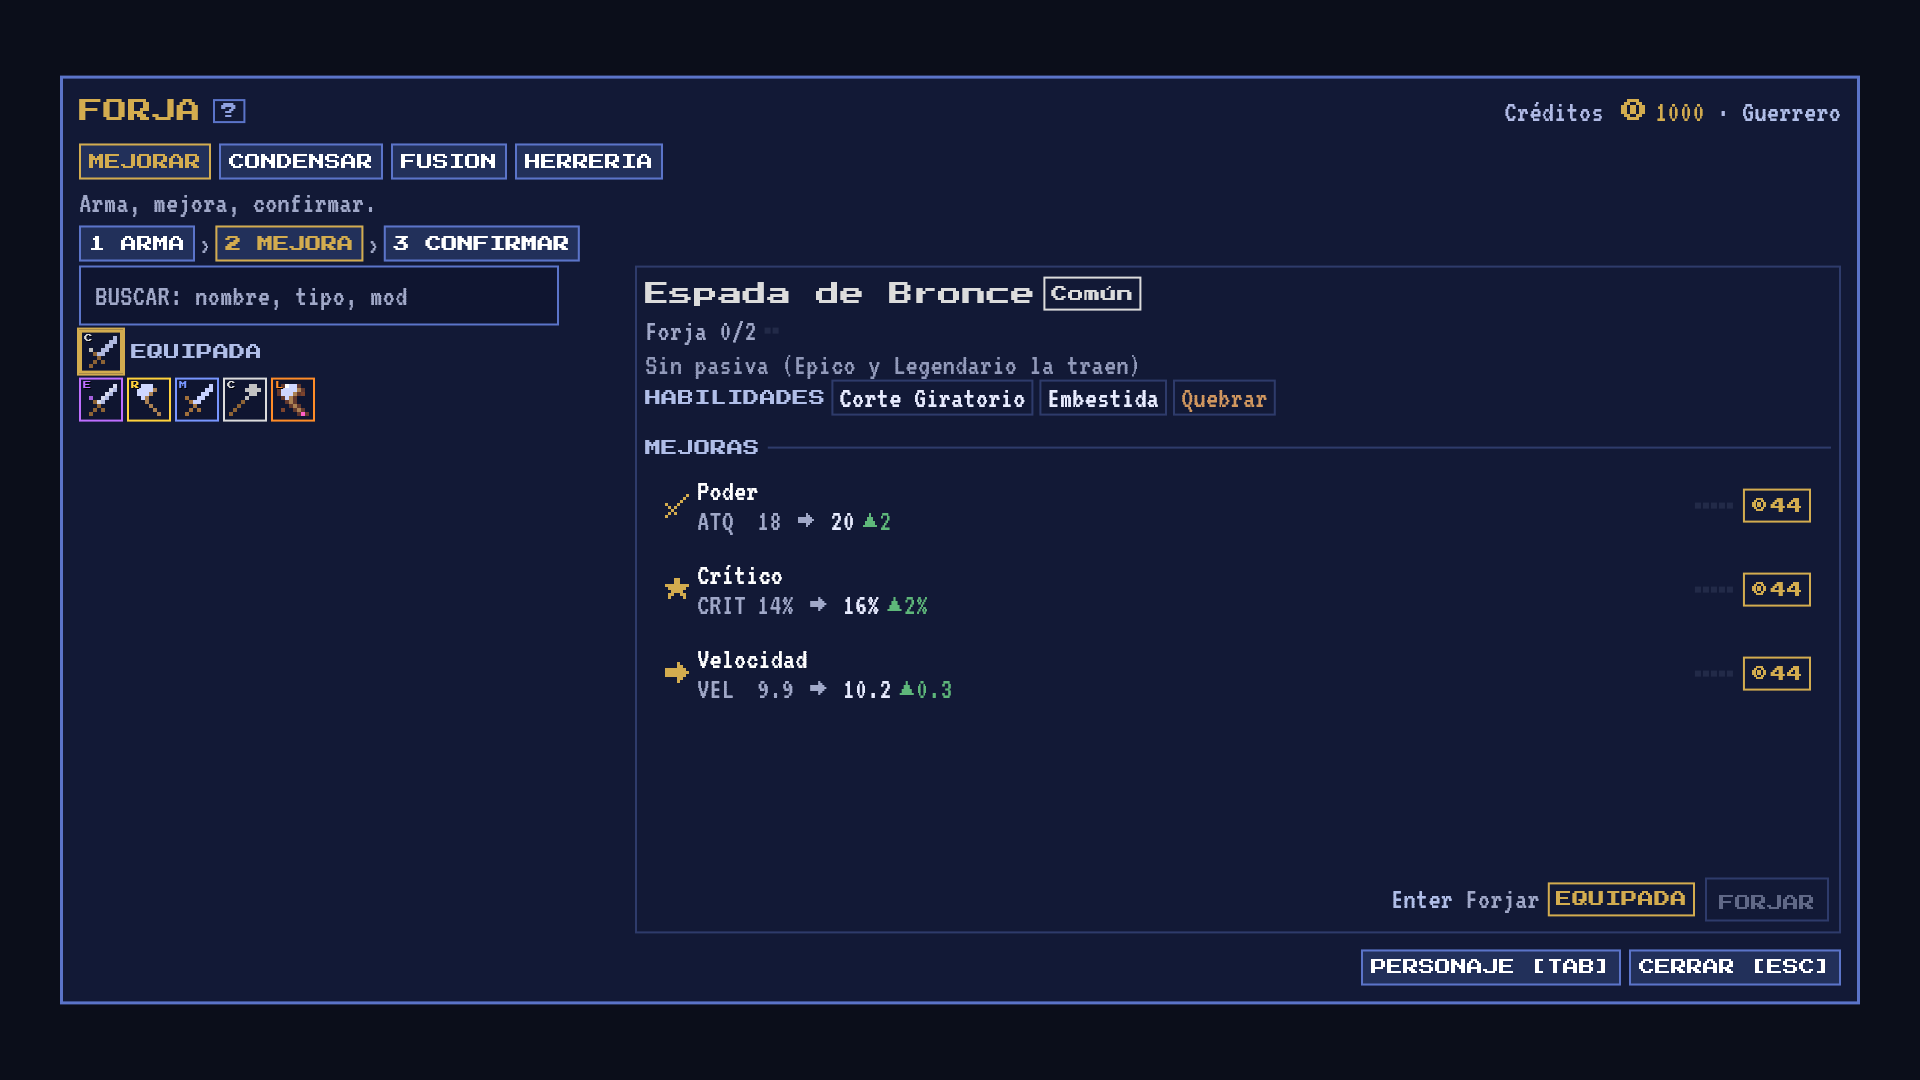 FORJA ?
Créditos 1000 · Guerrero
MEJORAR CONDENSAR FUSION HERRERIA
Arma, mejora, confirmar.
1 ARMA › 2 MEJORA › 3 CONFIRMAR
BUSCAR: nombre, tipo, mod
C EQUIPADA
E R M C L
Espada de Bronce Común
Forja 0/2
Sin pasiva (Epico y Legendario la traen)
HABILIDADES Corte Giratorio Embestida Quebrar
MEJORAS
Poder
ATQ 18 → 20 ▲2
44
Crítico
CRIT 14% → 16% ▲2%
44
Velocidad
VEL 9.9 → 10.2 ▲0.3
44
Enter Forjar EQUIPADA FORJAR
PERSONAJE [TAB] CERRAR [ESC]